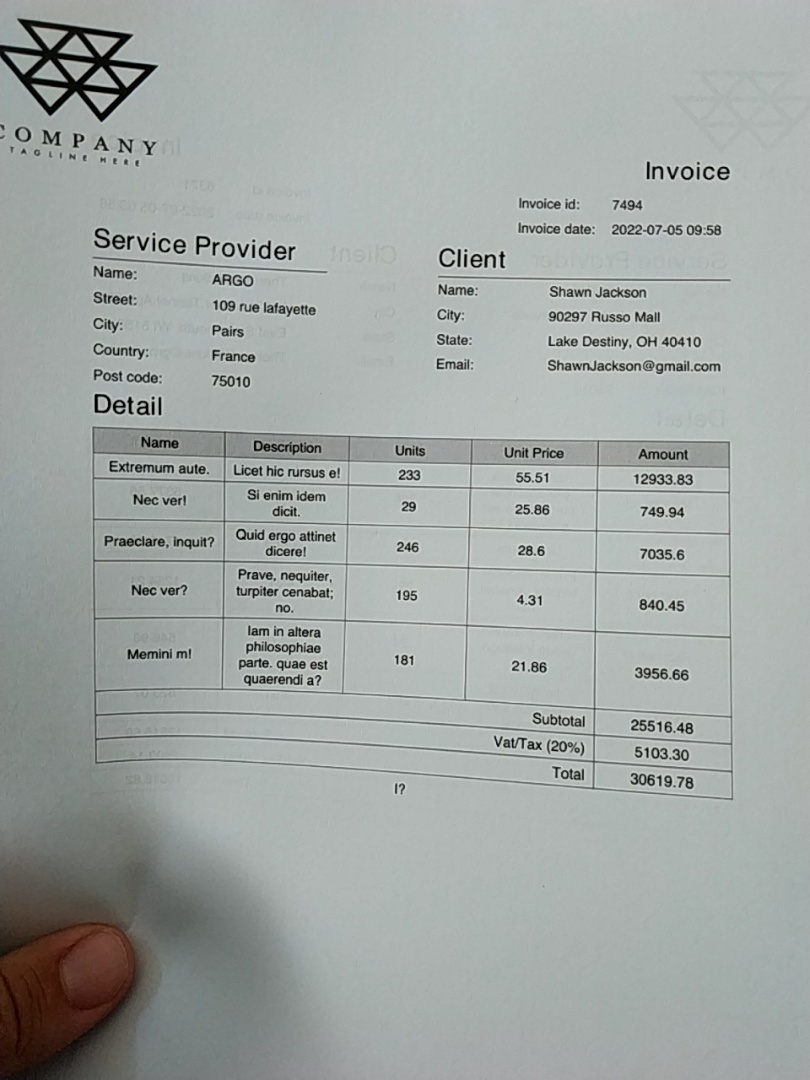 COMPANY
TAGLINE HERE
Invoice
Invoice id: 7494
Invoice date: 2022-07-05 09:58
Service Provider
Name: ARGO
Street: 109 rue lafayette
City: Pairs
Country: France
Post code: 75010
Client
Name: Shawn Jackson
City: 90297 Russo Mall
State: Lake Destiny, OH 40410
Email: ShawnJackson@gmail.com
Detail
Name Description Units Unit Price Amount
Extremum aute. Licet hic rursus e! 233 55.51 12933.83
Nec ver! Si enim idem
dicit. 29 25.86 749.94
Praeclare, inquit? Quid ergo attinet
dicere! 246 28.6 7035.6
Nec ver? Prave, nequiter,
turpiter cenabat;
no. 195 4.31 840.45
Memini m! Iam in altera
philosophiae
parte. quae est
quaerendi a? 181 21.86 3956.66
Subtotal 25516.48
Vat/Tax (20%) 5103.30
Total 30619.78
I?